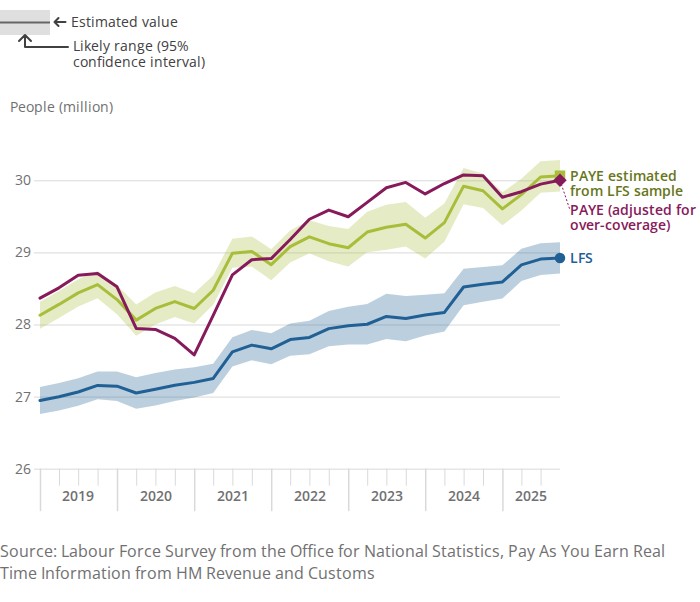 Estimated value
Likely range (95%
confidence interval)
People (million)
30
29
28
27
26
PAYE estimated
from LFS sample
PAYE (adjusted for
over-coverage)
LFS
2019 2020 2021 2022 2023 2024 2025
Source: Labour Force Survey from the Office for National Statistics, Pay As You Earn Real
Time Information from HM Revenue and Customs